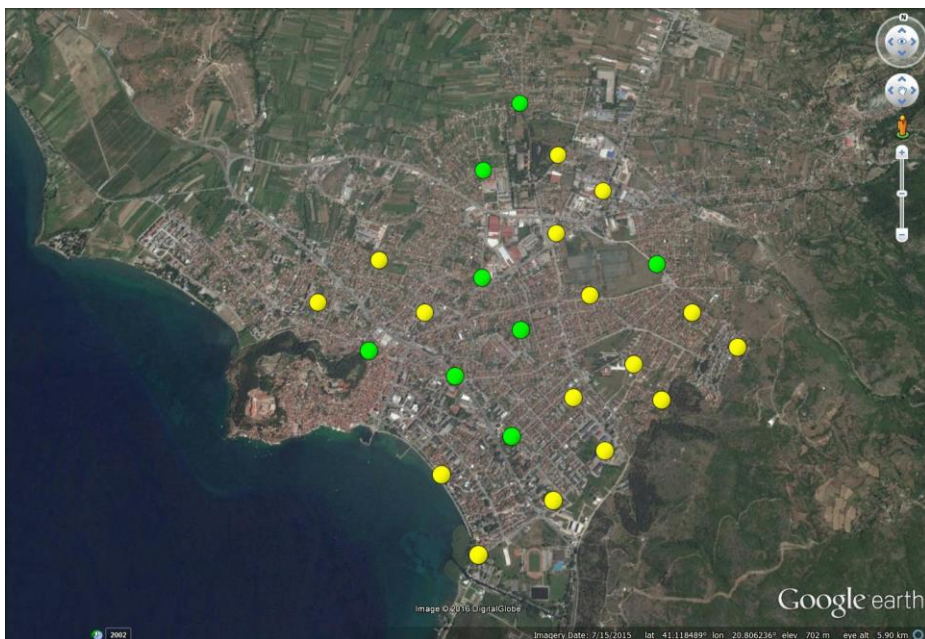 N
Image © 2016 DigitalGlobe
Google earth
2002
Imagery Date: 7/15/2015 lat 41.118489° lon 20.806236° elev 702 m eye alt 5.90 km